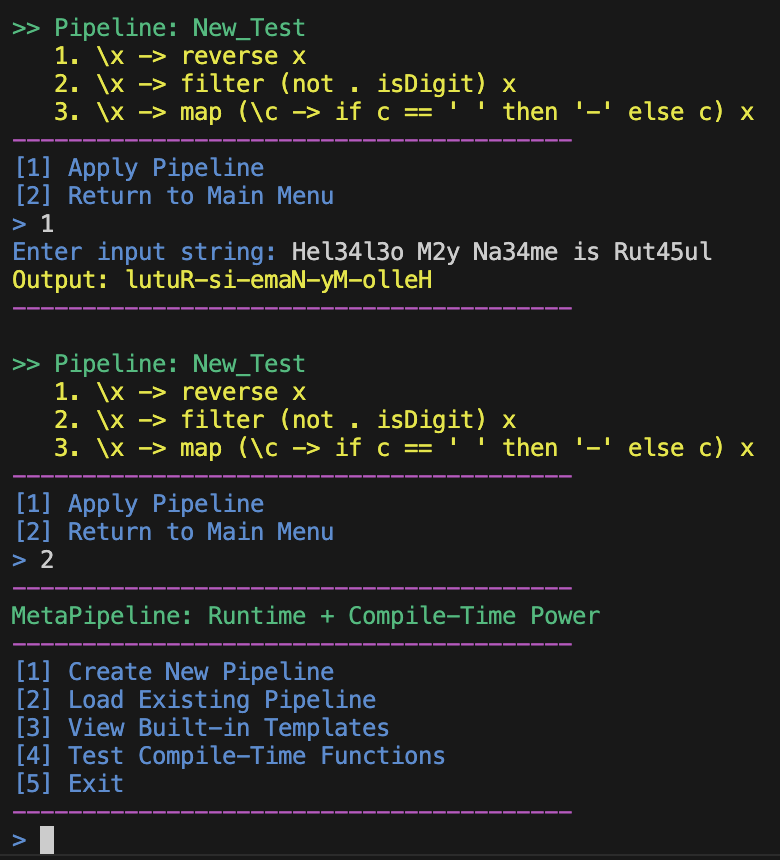 >> Pipeline: New_Test
   1. \x -> reverse x
   2. \x -> filter (not . isDigit) x
   3. \x -> map (\c -> if c == ' ' then '-' else c) x
----------------------------------------
[1] Apply Pipeline
[2] Return to Main Menu
> 1
Enter input string: Hel34l3o M2y Na34me is Rut45ul
Output: lutuR-si-emaN-yM-olleH
----------------------------------------
>> Pipeline: New_Test
   1. \x -> reverse x
   2. \x -> filter (not . isDigit) x
   3. \x -> map (\c -> if c == ' ' then '-' else c) x
----------------------------------------
[1] Apply Pipeline
[2] Return to Main Menu
> 2
----------------------------------------
MetaPipeline: Runtime + Compile-Time Power
----------------------------------------
[1] Create New Pipeline
[2] Load Existing Pipeline
[3] View Built-in Templates
[4] Test Compile-Time Functions
[5] Exit
----------------------------------------
>